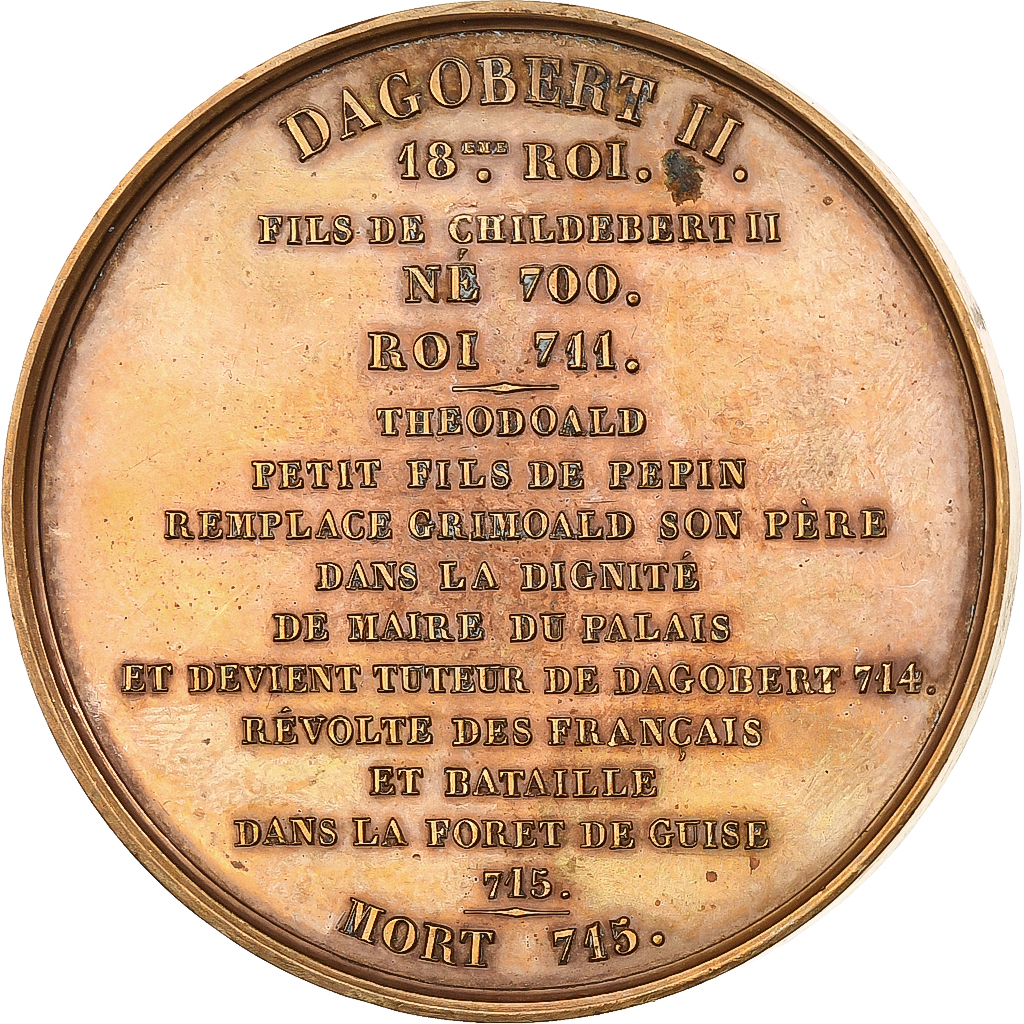 DAGOBERT II.
18EME. ROI.
FILS DE CHILDEBERT II
NÉ 700.
ROI 711.
THEODOALD
PETIT FILS DE PEPIN
REMPLACE GRIMOALD SON PÈRE
DANS LA DIGNITÉ
DE MAIRE DU PALAIS
ET DEVIENT TUTEUR DE DAGOBERT 714.
RÉVOLTE DES FRANÇAIS
ET BATAILLE
DANS LA FORET DE GUISE
715.
MORT 715.